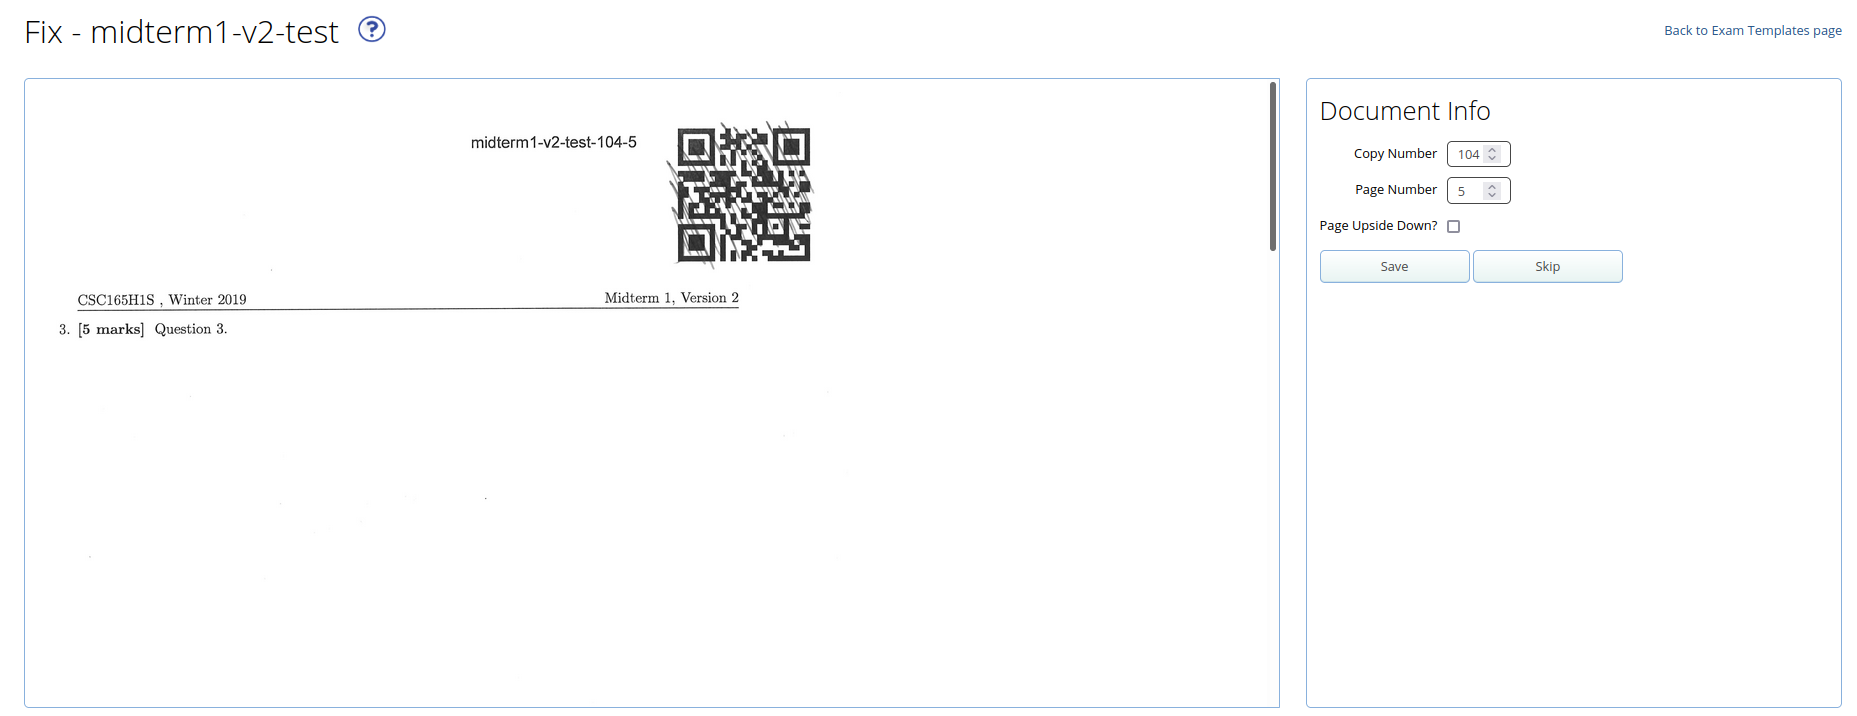 Fix - midterm1-v2-test ?
Back to Exam Templates page
midterm1-v2-test-104-5
CSC165H1S , Winter 2019 Midterm 1, Version 2
3. [5 marks] Question 3.
Document Info
Copy Number 104
Page Number 5
Page Upside Down?
Save Skip